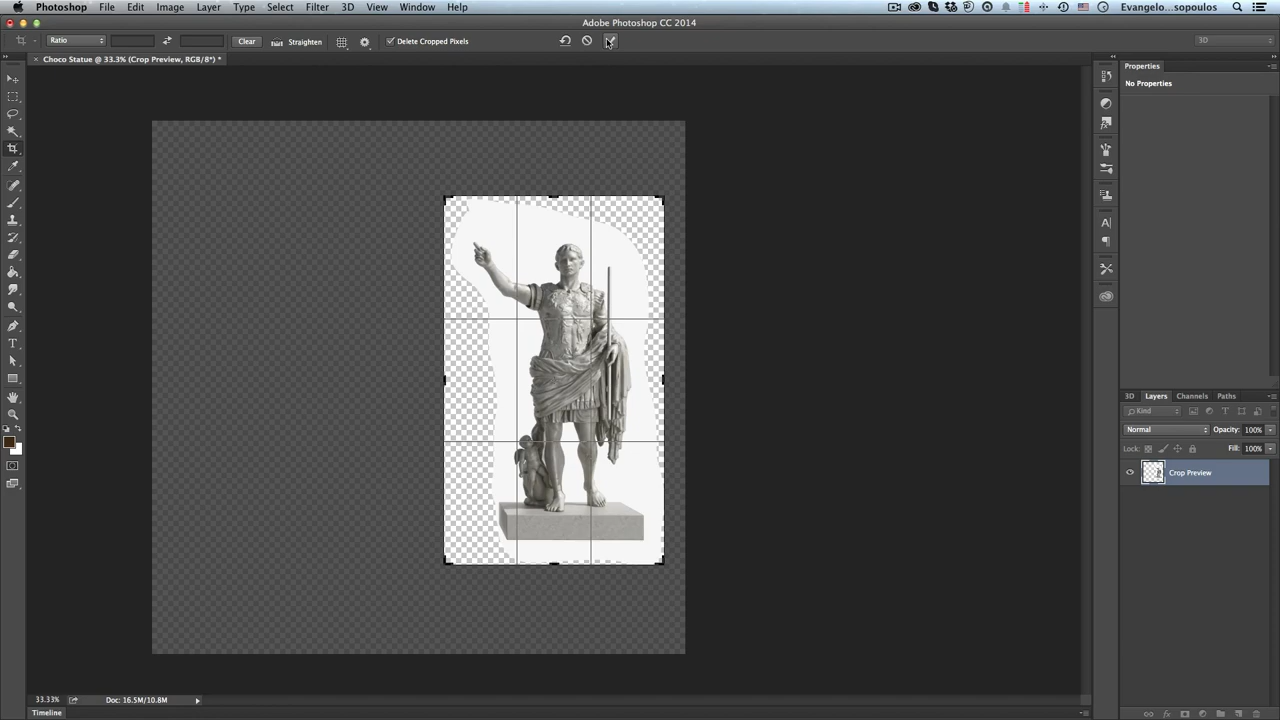 Photoshop File Edit Image Layer Type Select Filter 3D View Window Help Evangelo...sopoulos
Adobe Photoshop CC 2014
Ratio Clear Straighten Delete Cropped Pixels 3D
Choco Statue @ 33.3% (Crop Preview, RGB/8*) *
Properties
No Properties
3D Layers Channels Paths
Kind
Normal Opacity: 100%
Lock: Fill: 100%
Crop Preview
33.33% Doc: 16.5M/10.8M
Timeline